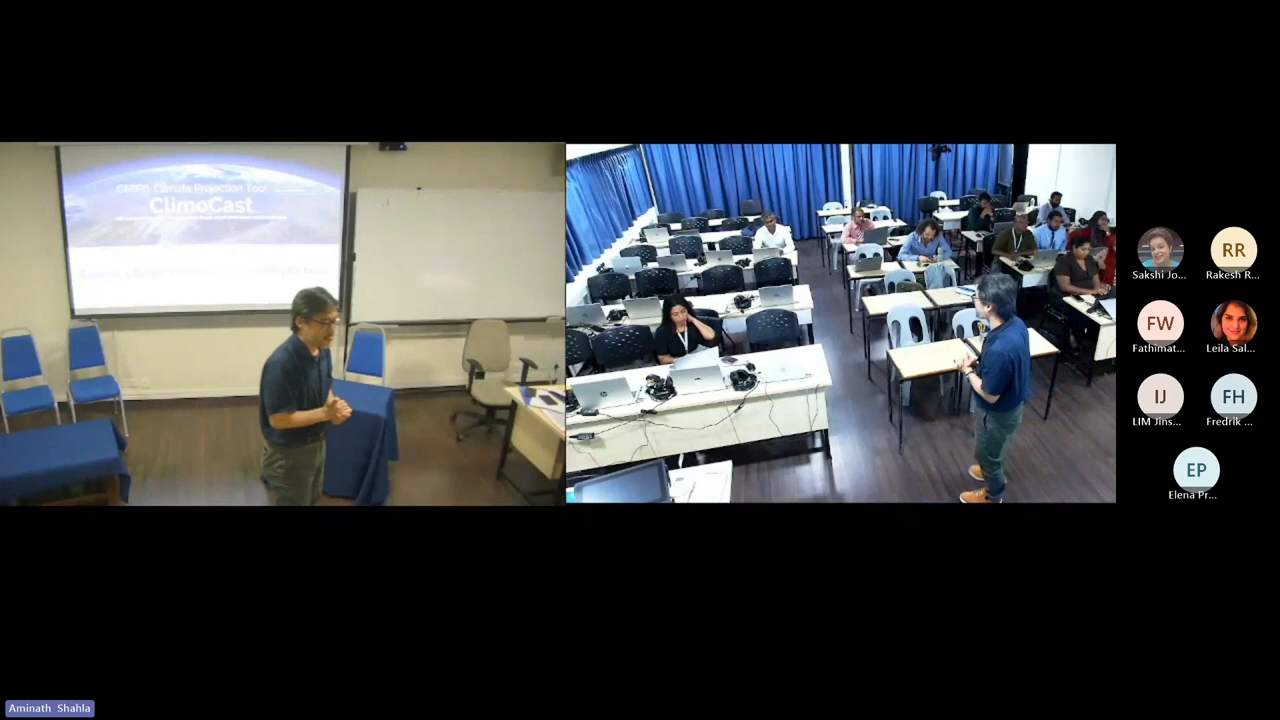 CMIP6 Climate Projection Tool
ClimoCast
Sakshi Jo...
RR
Rakesh R...
FW
Fathimat...
Leila Sal...
IJ
LIM Jins...
FH
Fredrik ...
EP
Elena Pr...
Aminath Shahla